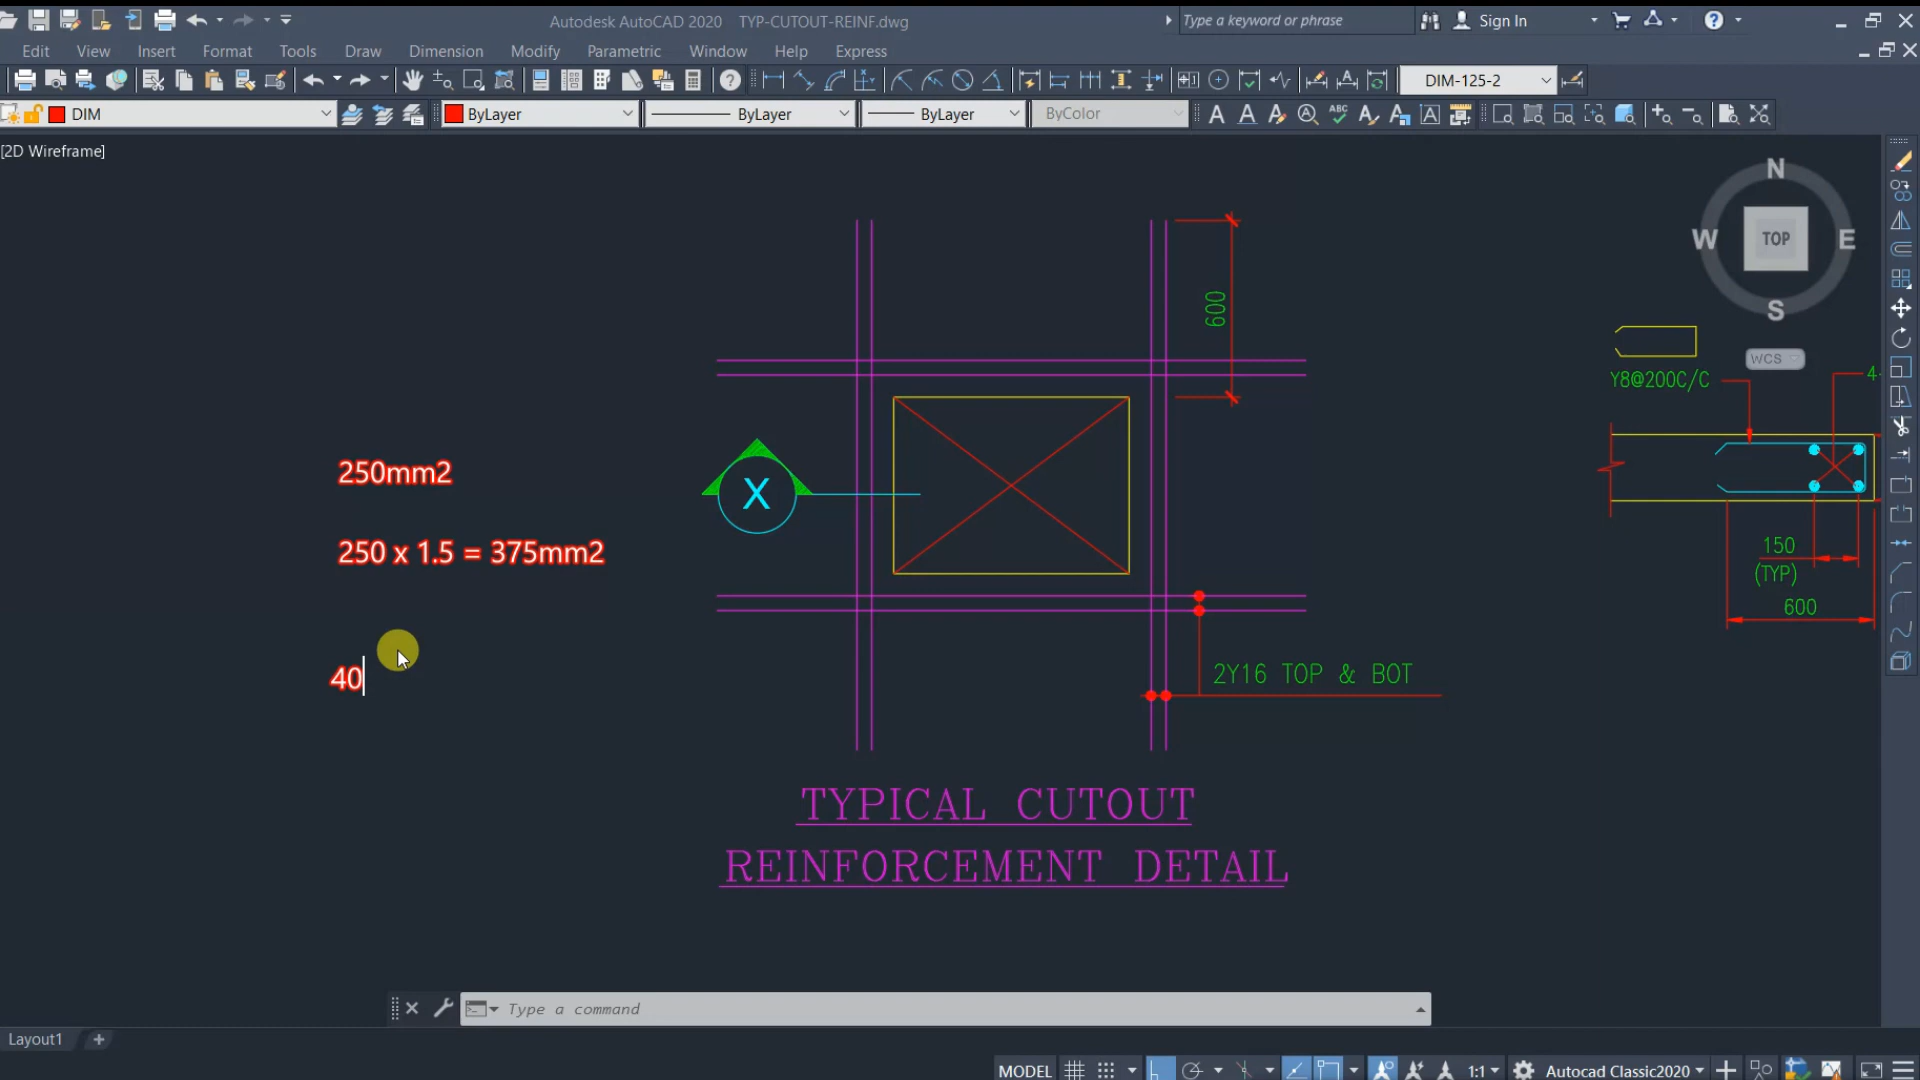 Autodesk AutoCAD 2020 TYP-CUTOUT-REINF.dwg
Type a keyword or phrase
Sign In
Edit View Insert Format Tools Draw Dimension Modify Parametric Window Help Express
DIM-125-2
DIM
ByLayer
ByLayer
ByLayer
ByColor
[2D Wireframe]
N
W
TOP
E
S
WCS
600
Y8@200C/C
4-
250mm2
X
250 x 1.5 = 375mm2
150
(TYP)
600
40
2Y16 TOP & BOT
TYPICAL CUTOUT
REINFORCEMENT DETAIL
Type a command
Layout1
MODEL
1:1
Autocad Classic2020